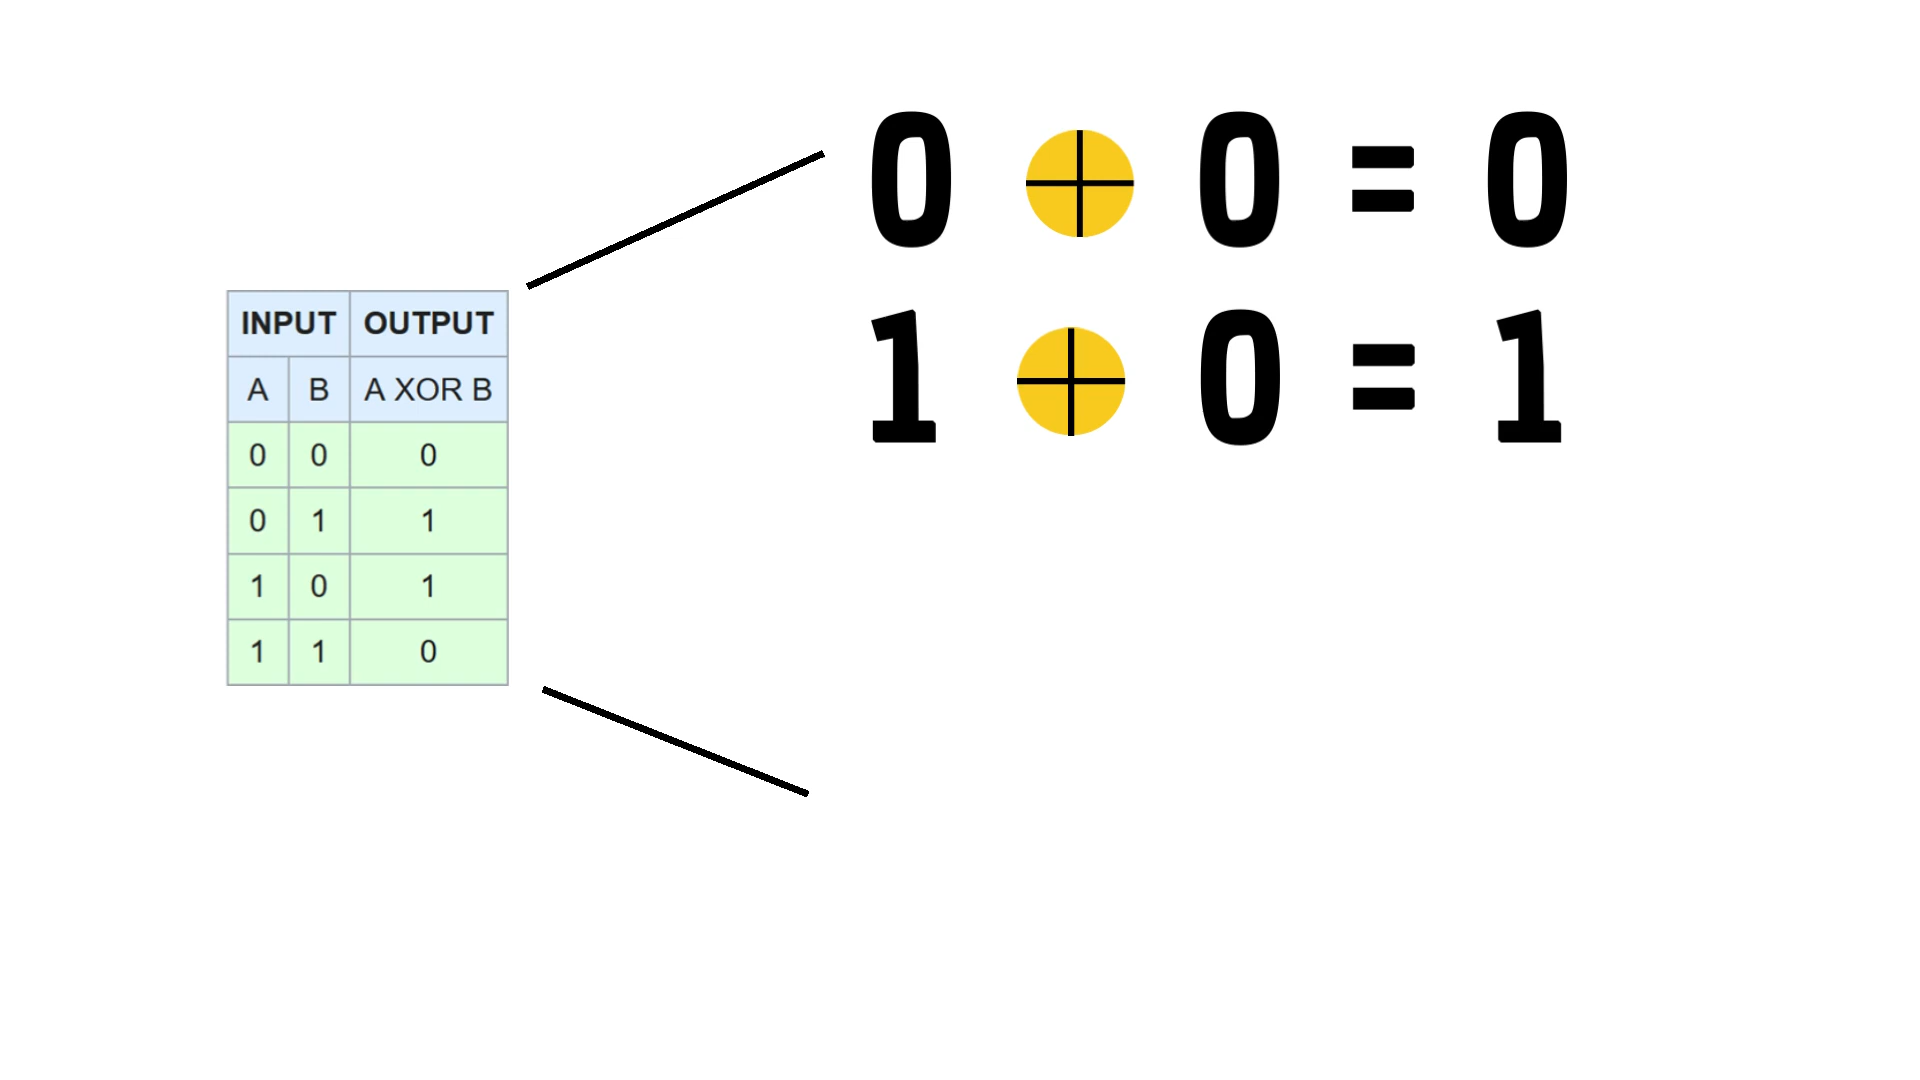 INPUT OUTPUT
A B A XOR B
0 0 0
0 1 1
1 0 1
1 1 0
0 ⊕ 0 = 0
1 ⊕ 0 = 1